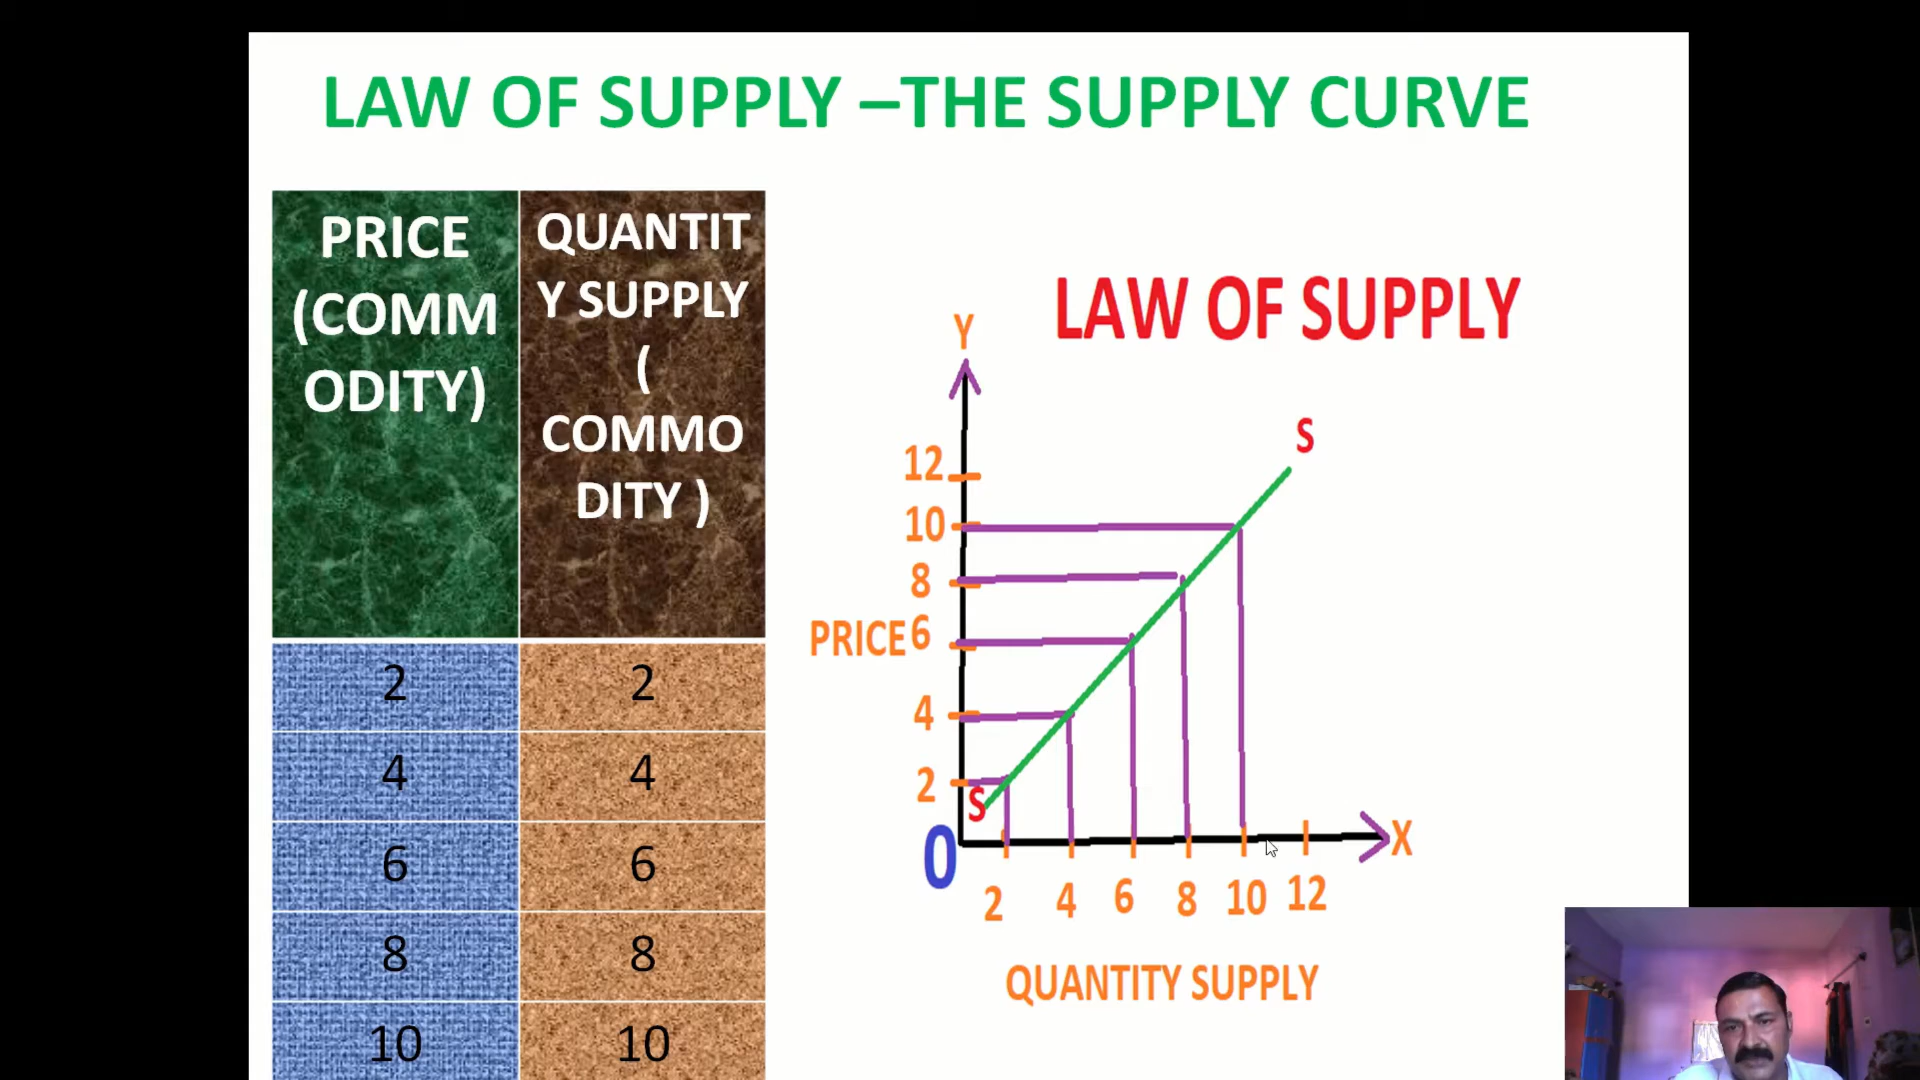 LAW OF SUPPLY –THE SUPPLY CURVE
PRICE
(COMM
ODITY)
QUANTIT
Y SUPPLY
(
COMMO
DITY )
2 2
4 4
6 6
8 8
10 10
LAW OF SUPPLY
Y
S
12
10
8
PRICE 6
4
2
S
0
X
2 4 6 8 10 12
QUANTITY SUPPLY